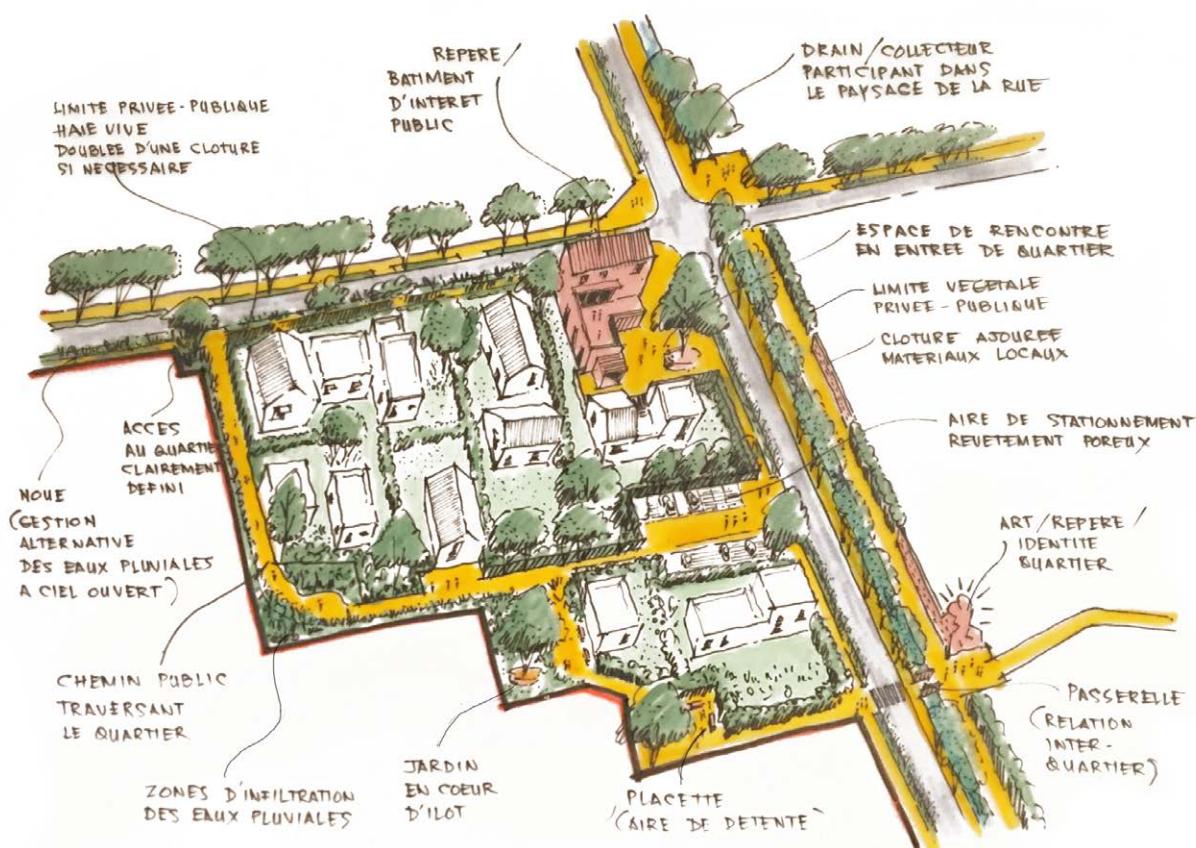 REPERE/
BATIMENT
D'INTERET
PUBLIC
DRAIN/COLLECTEUR
PARTICIPANT DANS
LE PAYSAGE DE LA RUE
LIMITE PRIVEE-PUBLIQUE
HAIE VIVE
DOUBLEE D'UNE CLOTURE
SI NECESSAIRE
ESPACE DE RENCONTRE
EN ENTREE DE QUARTIER
LIMITE VEGETALE
PRIVEE-PUBLIQUE
CLOTURE AJOUREE
MATERIAUX LOCAUX
AIRE DE STATIONNEMENT
REVETEMENT POREUX
ACCES
AU QUARTIER
CLAIREMENT
DEFINI
NOUE
(GESTION
ALTERNATIVE
DES EAUX PLUVIALES
A CIEL OUVERT)
ART/REPERE/
IDENTITE
QUARTIER
CHEMIN PUBLIC
TRAVERSANT
LE QUARTIER
PASSERELLE
(RELATION
INTER-
QUARTIER)
ZONES D'INFILTRATION
DES EAUX PLUVIALES
JARDIN
EN COEUR
D'ILOT
PLACETTE
(AIRE DE DETENTE)